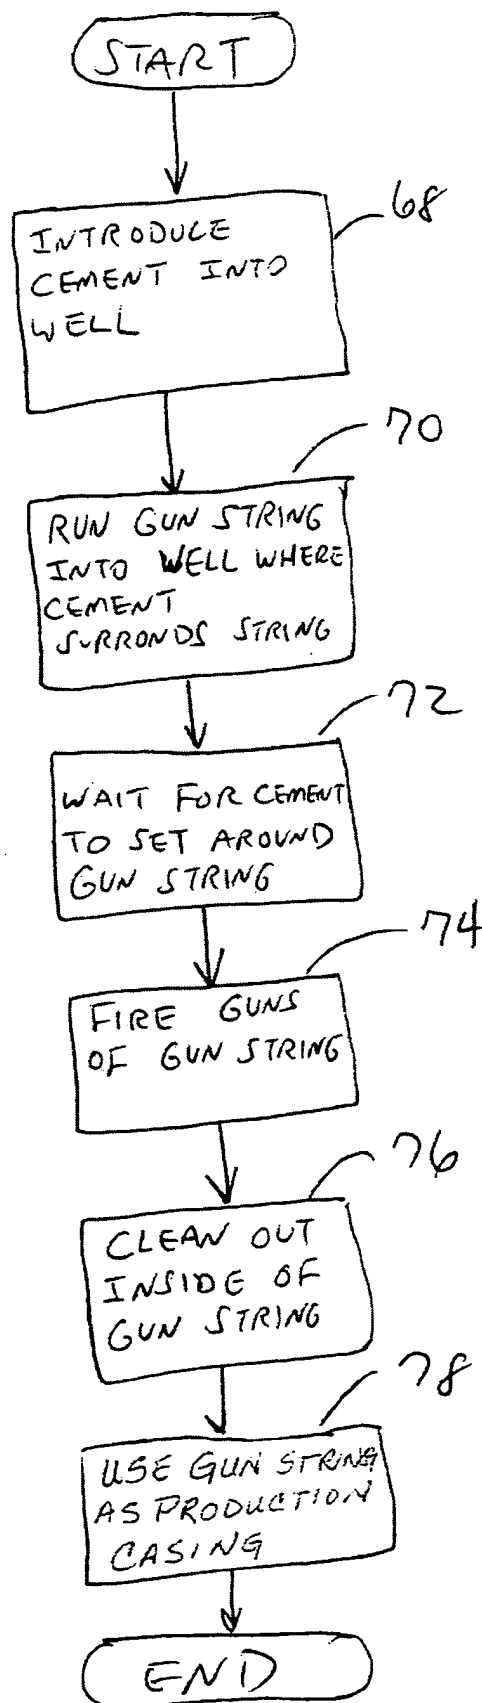 START
68
INTRODUCE
CEMENT INTO
WELL
70
RUN GUN STRING
INTO WELL WHERE
CEMENT
SURRONDS STRING
72
WAIT FOR CEMENT
TO SET AROUND
GUN STRING
74
FIRE GUNS
OF GUN STRING
76
CLEAN OUT
INSIDE OF
GUN STRING
78
USE GUN STRING
AS PRODUCTION
CASING
END